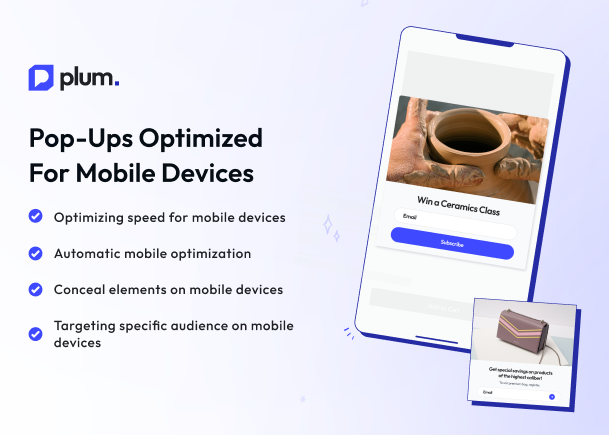 plum.
Pop-Ups Optimized
For Mobile Devices
Optimizing speed for mobile devices
Automatic mobile optimization
Conceal elements on mobile devices
Targeting specific audience on mobile
devices
Win a Ceramics Class
Email
Subscribe
Get special savings on products
of the highest caliber!
Email